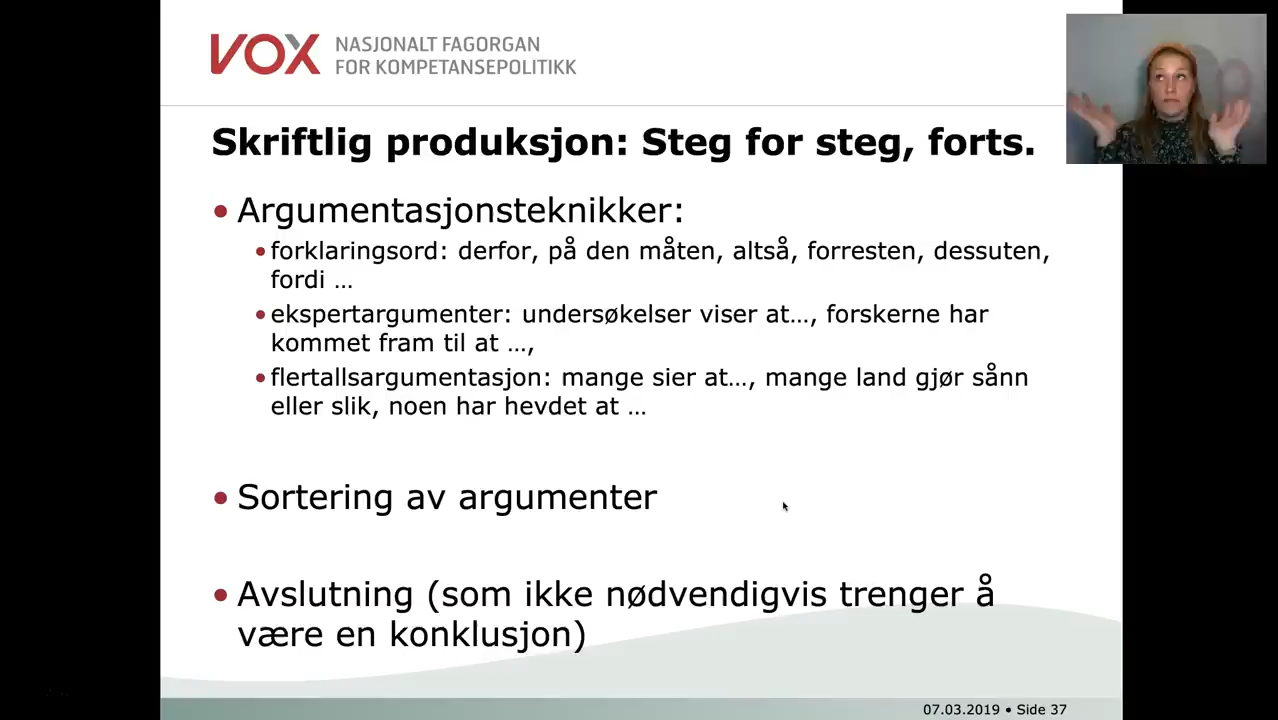 VOX NASJONALT FAGORGAN
FOR KOMPETANSEPOLITIKK
Skriftlig produksjon: Steg for steg, forts.
• Argumentasjonsteknikker:
• forklaringsord: derfor, på den måten, altså, forresten, dessuten,
fordi …
• ekspertargumenter: undersøkelser viser at…, forskerne har
kommet fram til at …,
• flertallsargumentasjon: mange sier at…, mange land gjør sånn
eller slik, noen har hevdet at …
• Sortering av argumenter
• Avslutning (som ikke nødvendigvis trenger å
være en konklusjon)
07.03.2019 • Side 37